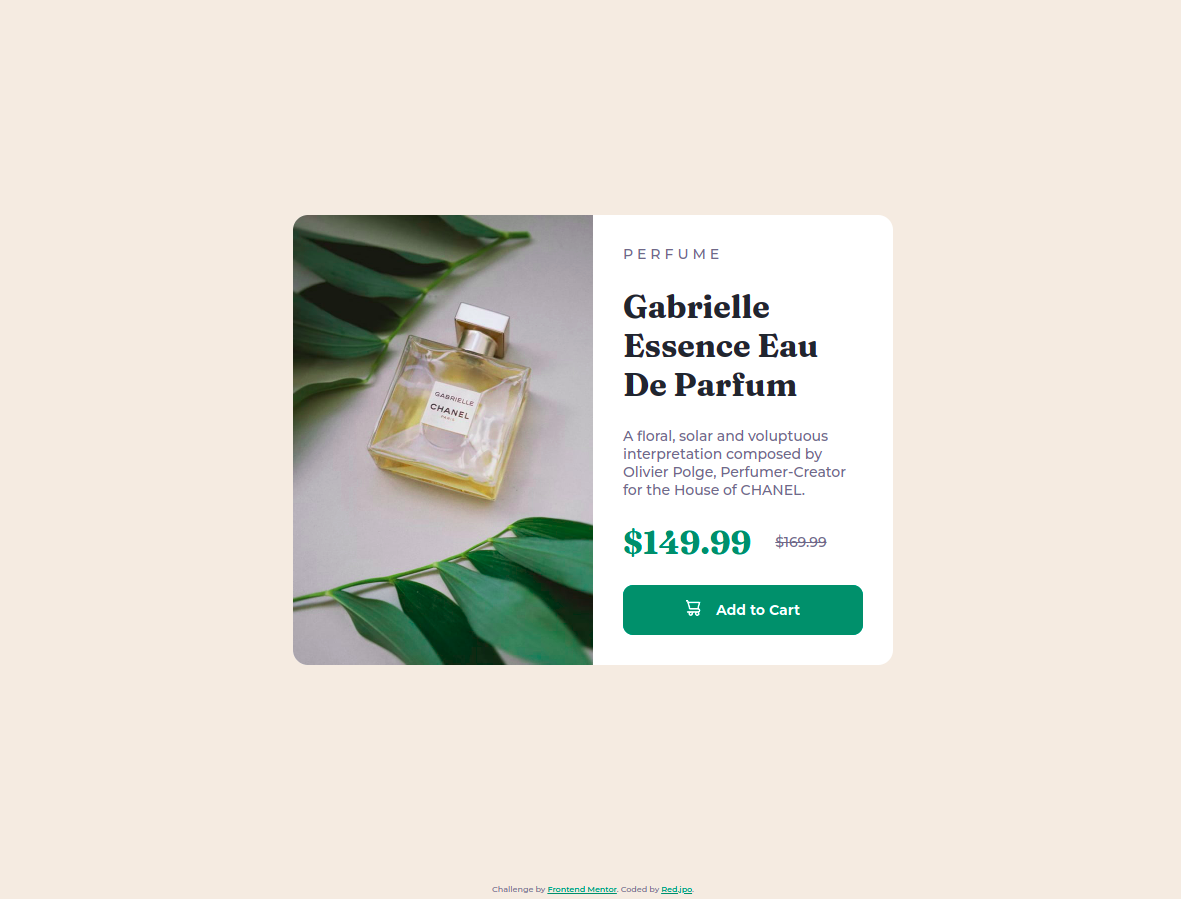 GABRIELLE
CHANEL
PARIS
PERFUME
Gabrielle
Essence Eau
De Parfum
A floral, solar and voluptuous
interpretation composed by
Olivier Polge, Perfumer-Creator
for the House of CHANEL.
$149.99 $169.99
Add to Cart
Challenge by Frontend Mentor. Coded by Red.jpo.